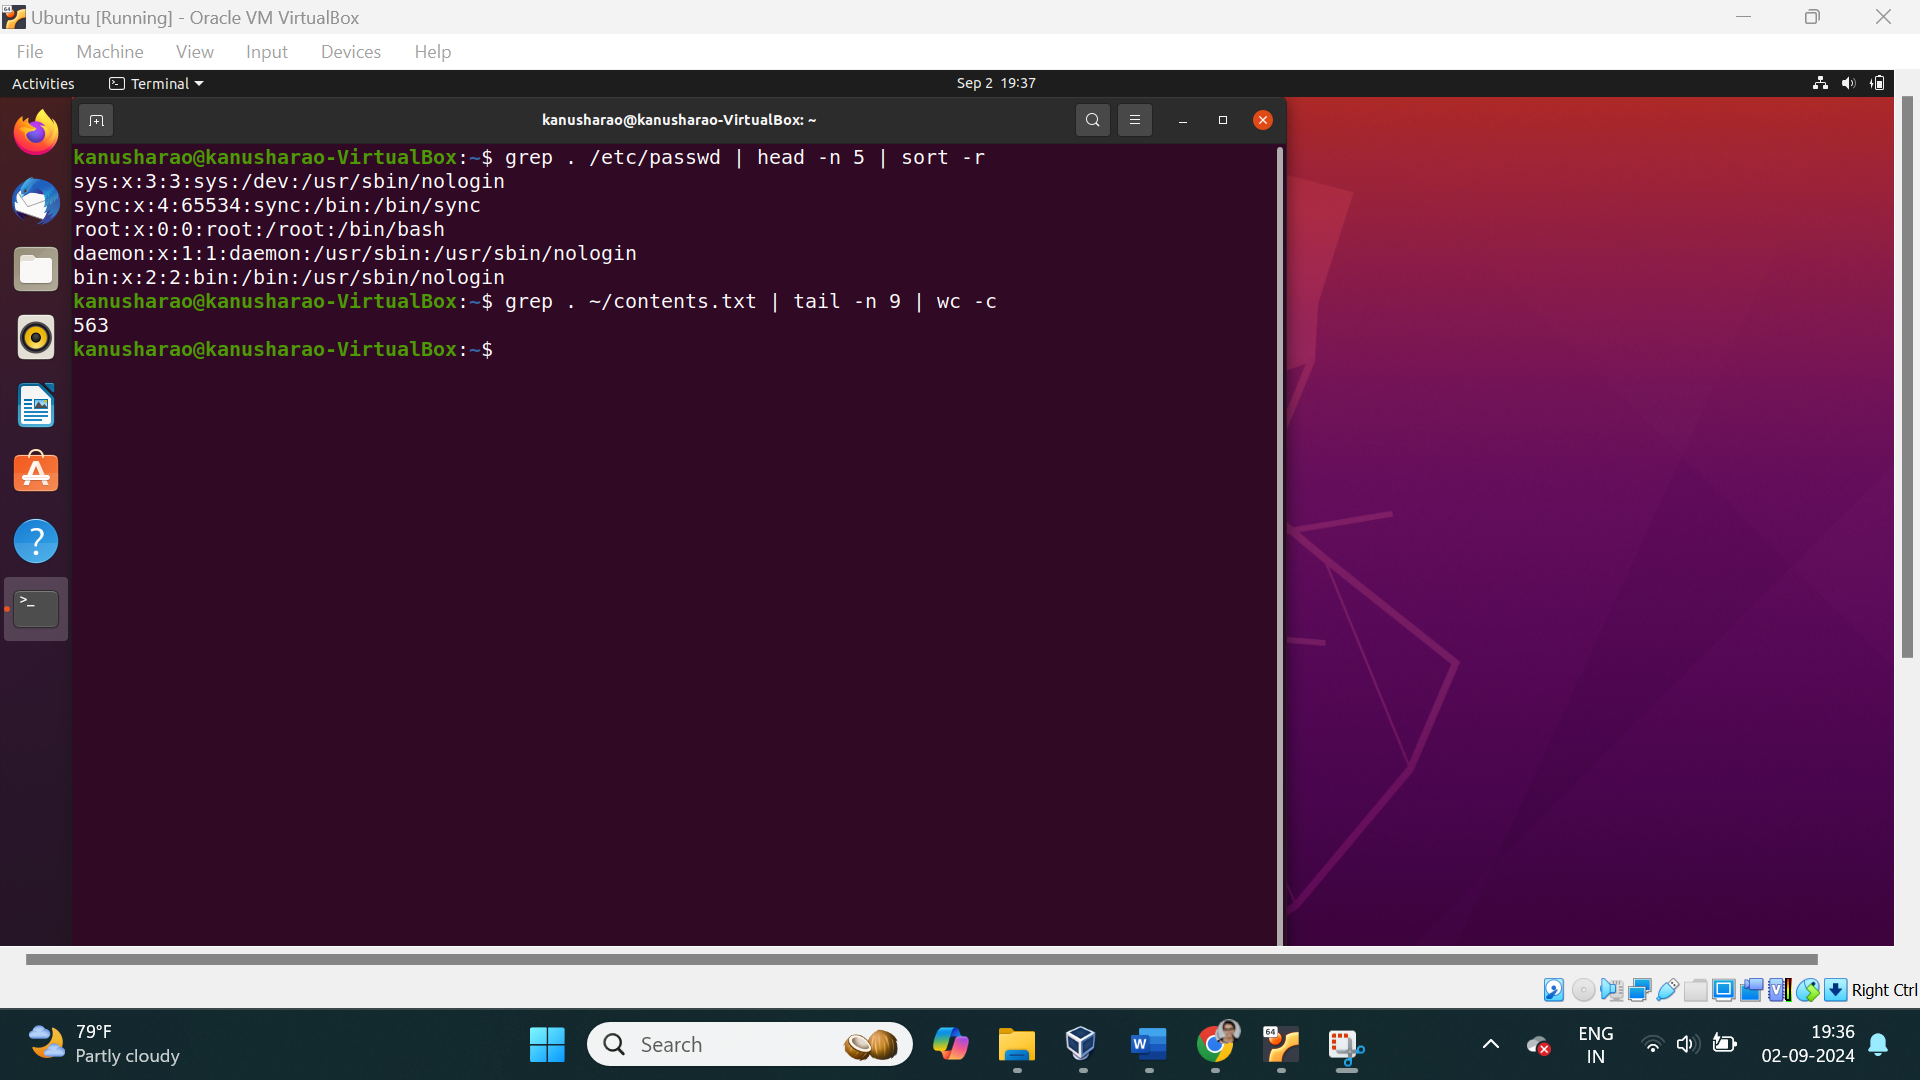 Ubuntu [Running] - Oracle VM VirtualBox
File Machine View Input Devices Help
Activities Terminal Sep 2 19:37
kanusharao@kanusharao-VirtualBox: ~
kanusharao@kanusharao-VirtualBox:~$ grep . /etc/passwd | head -n 5 | sort -r
sys:x:3:3:sys:/dev:/usr/sbin/nologin
sync:x:4:65534:sync:/bin:/bin/sync
root:x:0:0:root:/root:/bin/bash
daemon:x:1:1:daemon:/usr/sbin:/usr/sbin/nologin
bin:x:2:2:bin:/bin:/usr/sbin/nologin
kanusharao@kanusharao-VirtualBox:~$ grep . ~/contents.txt | tail -n 9 | wc -c
563
kanusharao@kanusharao-VirtualBox:~$
Right Ctrl
79°F
Partly cloudy
Search
64
ENG
IN
19:36
02-09-2024